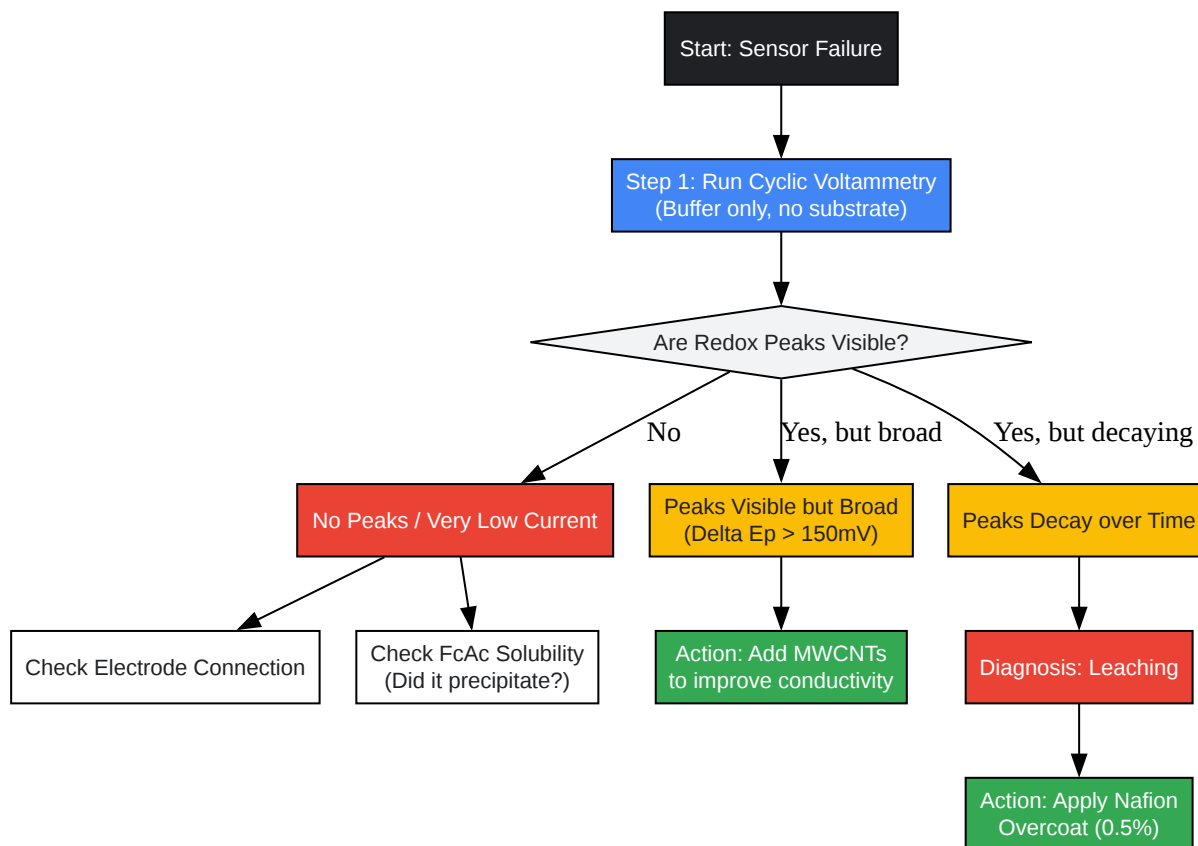 Start: Sensor Failure
Step 1: Run Cyclic Voltammetry
(Buffer only, no substrate)
Are Redox Peaks Visible?
No
Yes, but broad
Yes, but decaying
No Peaks / Very Low Current
Peaks Visible but Broad
(Delta Ep > 150mV)
Peaks Decay over Time
Check Electrode Connection
Check FcAc Solubility
(Did it precipitate?)
Action: Add MWCNTs
to improve conductivity
Diagnosis: Leaching
Action: Apply Nafion
Overcoat (0.5%)